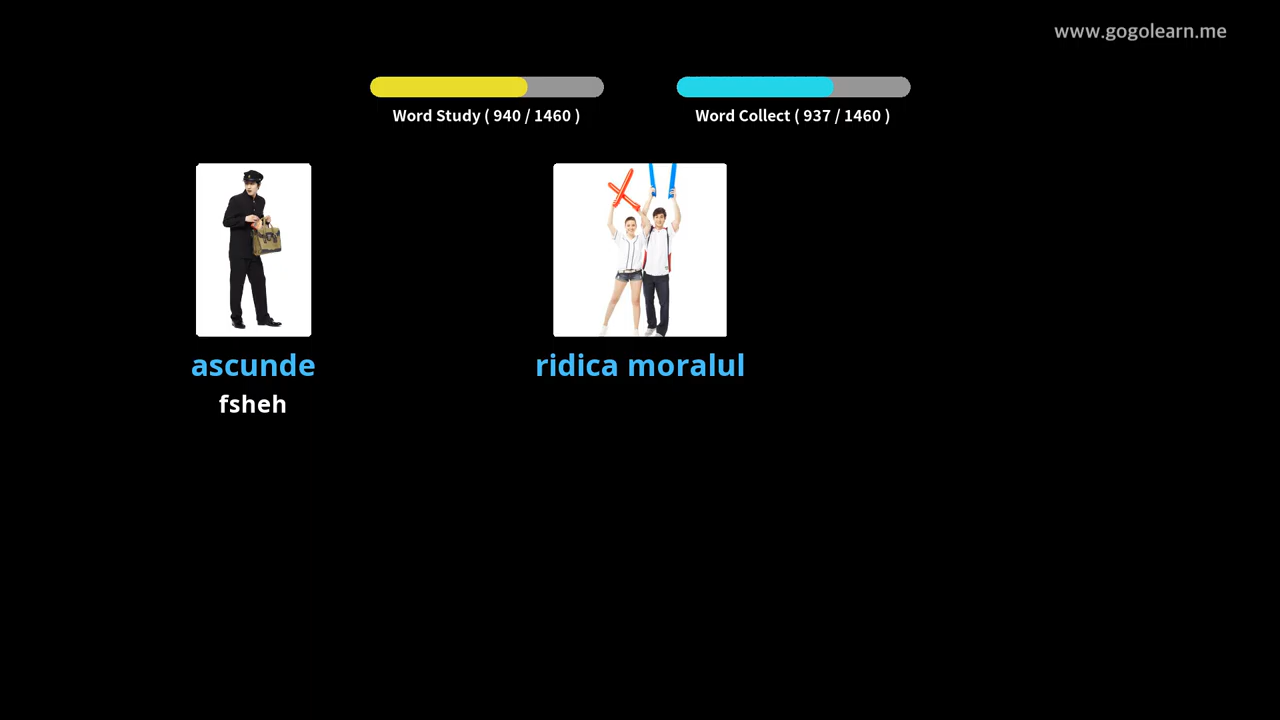 www.gogolearn.me
Word Study ( 940 / 1460 )
Word Collect ( 937 / 1460 )
ascunde
fsheh
ridica moralul